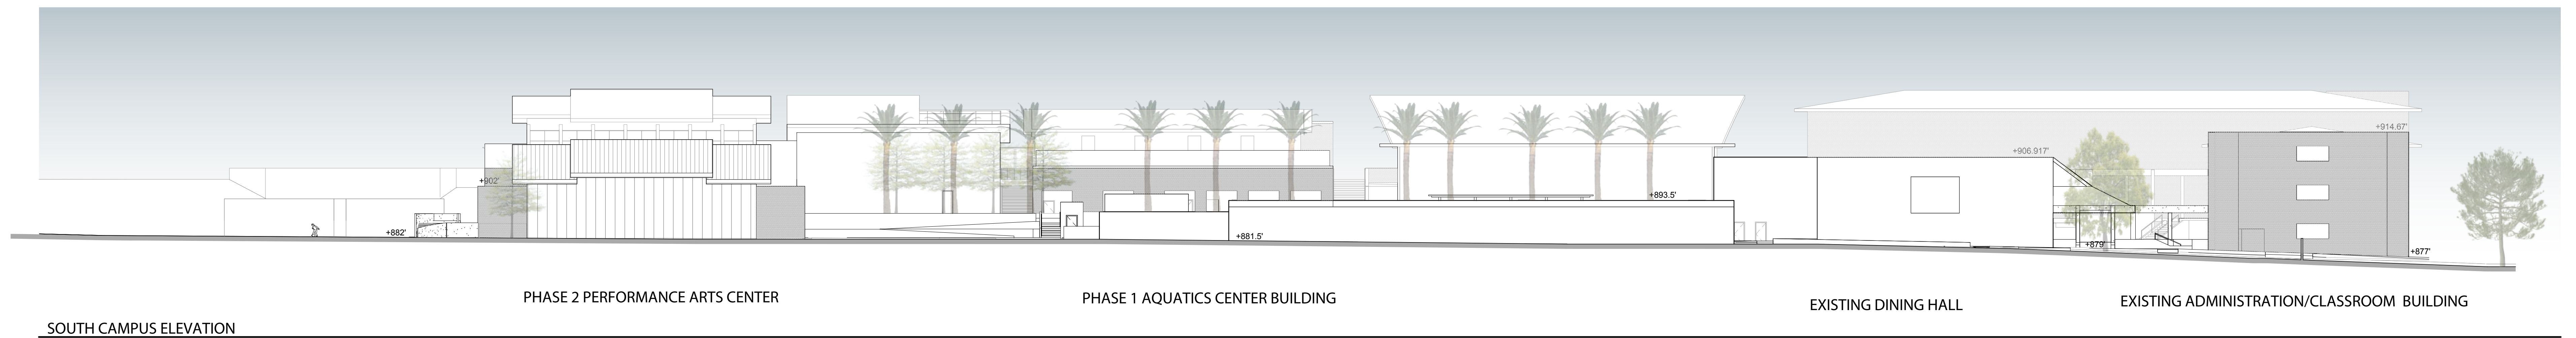 +914.67'
+906.917'
+902'
+893.5'
+882'
+881.5'
+879'
+877'
PHASE 2 PERFORMANCE ARTS CENTER
PHASE 1 AQUATICS CENTER BUILDING
EXISTING DINING HALL
EXISTING ADMINISTRATION/CLASSROOM BUILDING
SOUTH CAMPUS ELEVATION